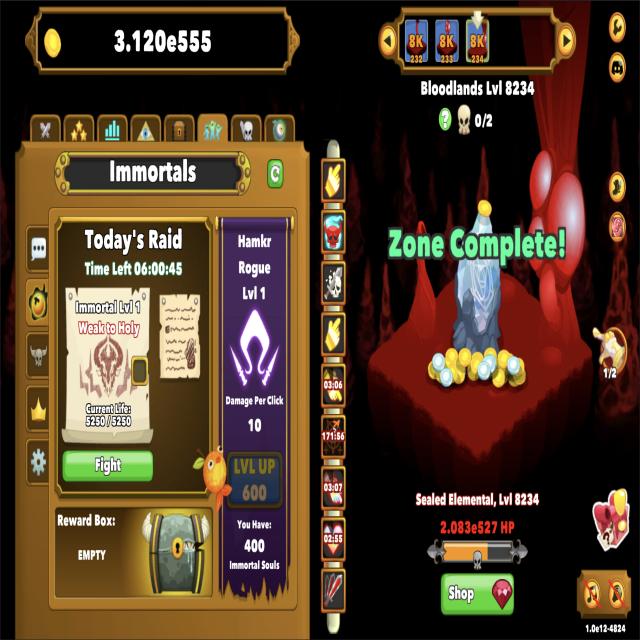 3.120e555
Immortals
Today's Raid
Time Left 06:00:45
Immortal Lvl 1
Weak to Holy
Current Life:
5250 / 5250
Fight
Reward Box:
EMPTY
Hamkr
Rogue
Lvl 1
Damage Per Click
10
LVL UP
600
You Have:
400
Immortal Souls
03:06
171:56
03:07
02:55
8K
232
8K
233
8K
234
Bloodlands Lvl 8234
? 0/2
Zone Complete!
1/2
Sealed Elemental, Lvl 8234
2.083e527 HP
Shop
1.0e12-4824